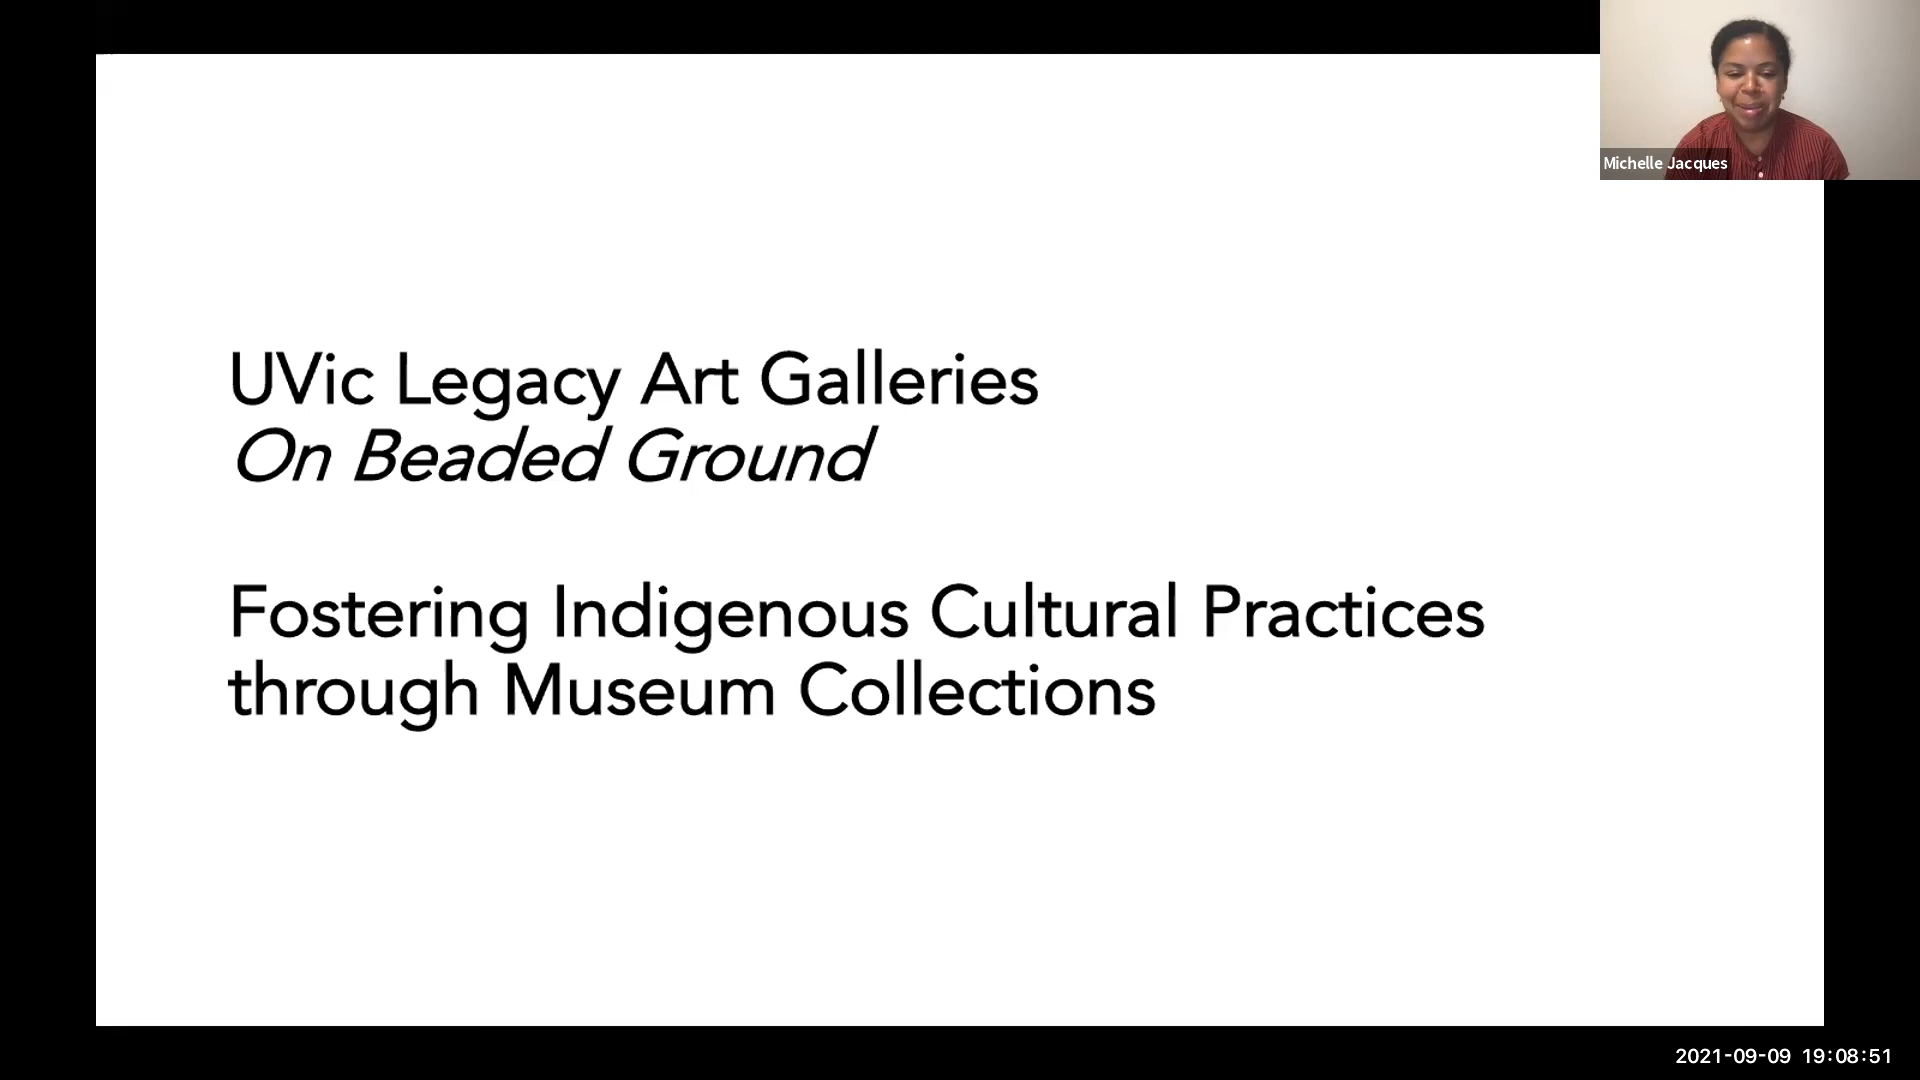 Michelle Jacques
UVic Legacy Art Galleries
On Beaded Ground
Fostering Indigenous Cultural Practices
through Museum Collections
2021-09-09 19:08:51